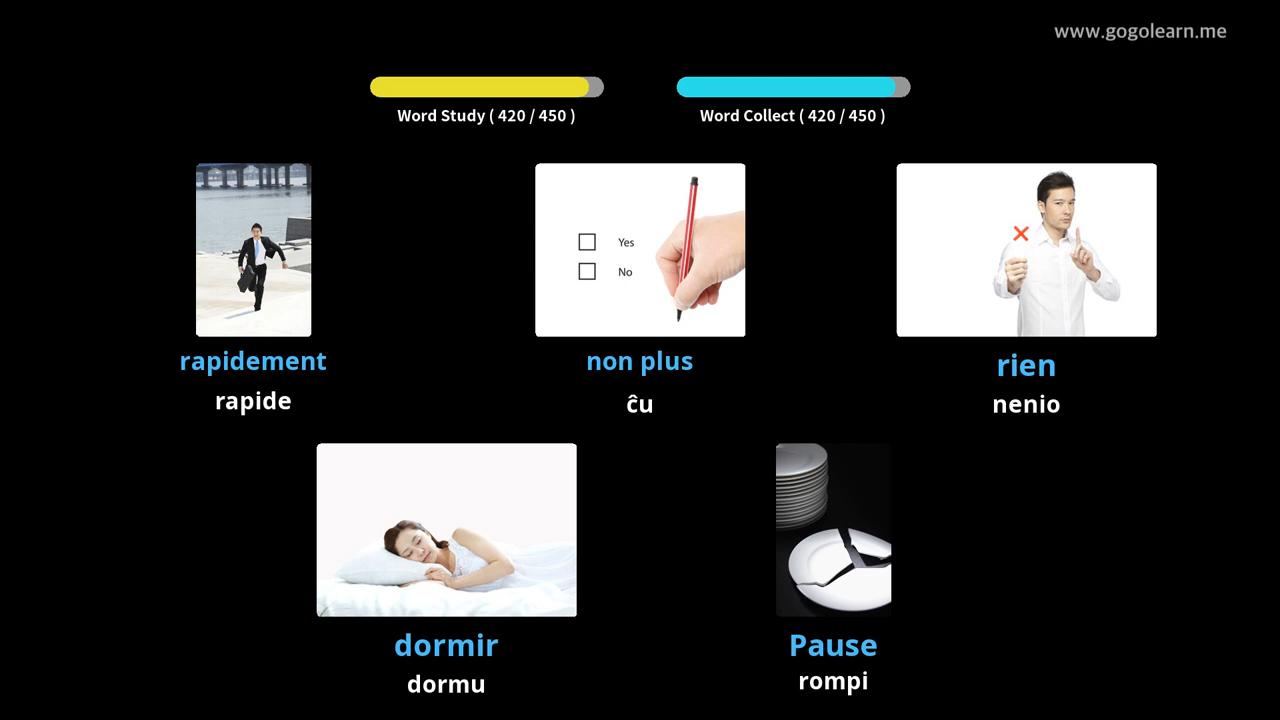 www.gogolearn.me
Word Study ( 420 / 450 )
Word Collect ( 420 / 450 )
Yes
No
rapidement
non plus
rien
rapide
ĉu
nenio
dormir
Pause
dormu
rompi